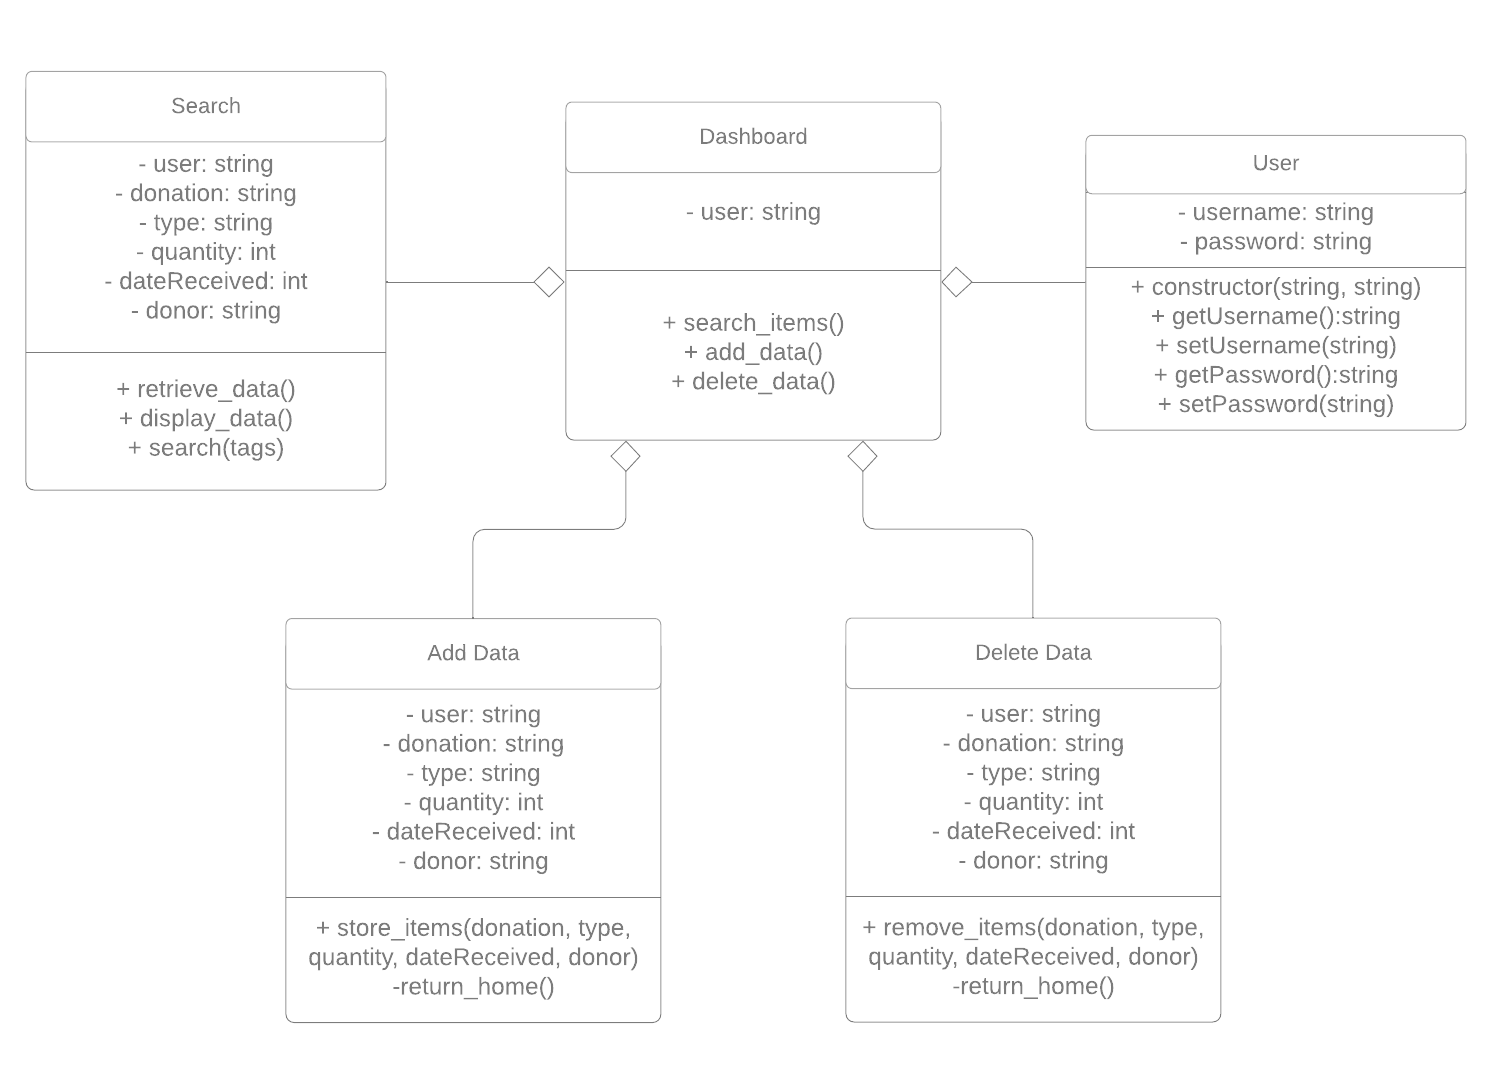 Search
- user: string
- donation: string
- type: string
- quantity: int
- dateReceived: int
- donor: string
+ retrieve_data()
+ display_data()
+ search(tags)
Dashboard
- user: string
+ search_items()
+ add_data()
+ delete_data()
User
- username: string
- password: string
+ constructor(string, string)
+ getUsername():string
+ setUsername(string)
+ getPassword():string
+ setPassword(string)
Add Data
- user: string
- donation: string
- type: string
- quantity: int
- dateReceived: int
- donor: string
+ store_items(donation, type,
quantity, dateReceived, donor)
-return_home()
Delete Data
- user: string
- donation: string
- type: string
- quantity: int
- dateReceived: int
- donor: string
+ remove_items(donation, type,
quantity, dateReceived, donor)
-return_home()